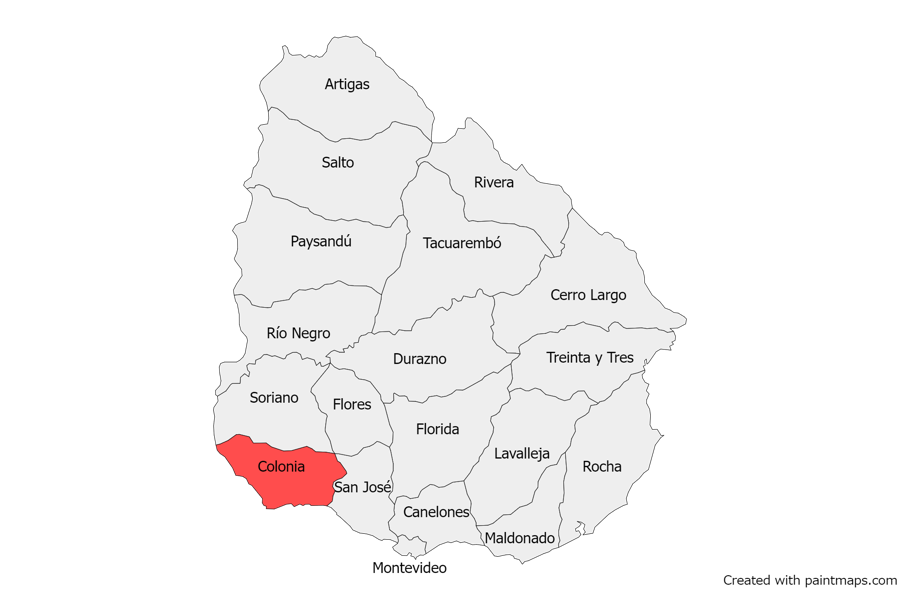 Artigas
Salto
Rivera
Paysandú
Tacuarembó
Cerro Largo
Río Negro
Durazno
Treinta y Tres
Soriano
Flores
Florida
Lavalleja
Colonia
Rocha
San José
Canelones
Maldonado
Montevideo
Created with paintmaps.com